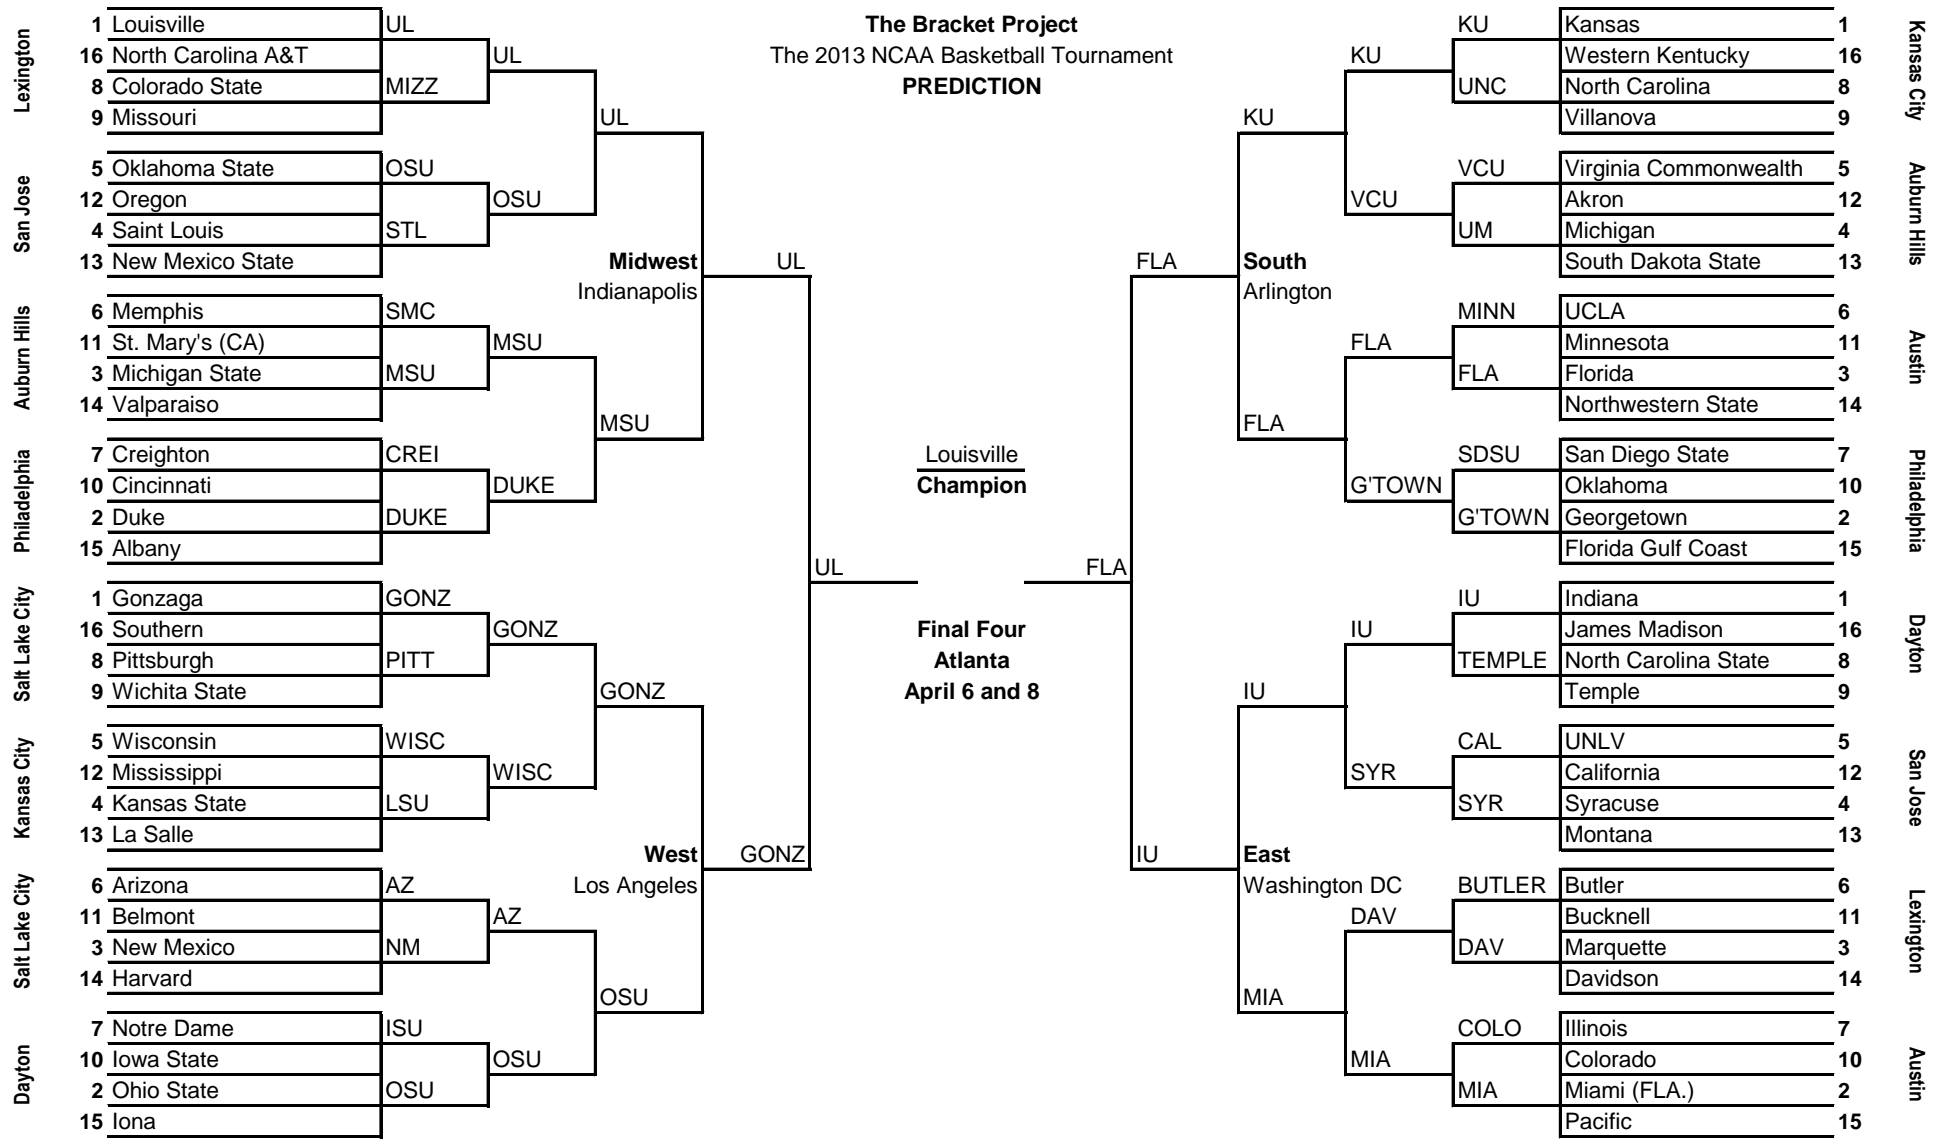 The Bracket Project
The 2013 NCAA Basketball Tournament
PREDICTION
Lexington
1 Louisville UL
16 North Carolina A&T UL
8 Colorado State MIZZ
9 Missouri UL
San Jose
5 Oklahoma State OSU
12 Oregon OSU
4 Saint Louis STL
13 New Mexico State
Midwest UL
Indianapolis
Auburn Hills
6 Memphis SMC
11 St. Mary's (CA) MSU
3 Michigan State MSU
14 Valparaiso MSU
Philadelphia
7 Creighton CREI
10 Cincinnati DUKE
2 Duke DUKE
15 Albany
UL
Salt Lake City
1 Gonzaga GONZ
16 Southern GONZ
8 Pittsburgh PITT
9 Wichita State GONZ
Kansas City
5 Wisconsin WISC
12 Mississippi WISC
4 Kansas State LSU
13 La Salle
West GONZ
Los Angeles
Salt Lake City
6 Arizona AZ
11 Belmont AZ
3 New Mexico NM
14 Harvard OSU
Dayton
7 Notre Dame ISU
10 Iowa State OSU
2 Ohio State OSU
15 Iona
Louisville
Champion
Final Four
Atlanta
April 6 and 8
KU Kansas 1
KU Western Kentucky 16
UNC North Carolina 8
KU Villanova 9
Kansas City
VCU Virginia Commonwealth 5
VCU Akron 12
UM Michigan 4
South Dakota State 13
Auburn Hills
FLA South
Arlington
MINN UCLA 6
FLA Minnesota 11
FLA Florida 3
Northwestern State 14
Austin
FLA
SDSU San Diego State 7
G'TOWN Oklahoma 10
G'TOWN Georgetown 2
Florida Gulf Coast 15
Philadelphia
FLA
IU Indiana 1
IU James Madison 16
TEMPLE North Carolina State 8
IU Temple 9
Dayton
CAL UNLV 5
SYR California 12
SYR Syracuse 4
Montana 13
San Jose
IU East
Washington DC
BUTLER Butler 6
DAV Bucknell 11
DAV Marquette 3
Davidson 14
Lexington
MIA
COLO Illinois 7
MIA Colorado 10
MIA Miami (FLA.) 2
Pacific 15
Austin